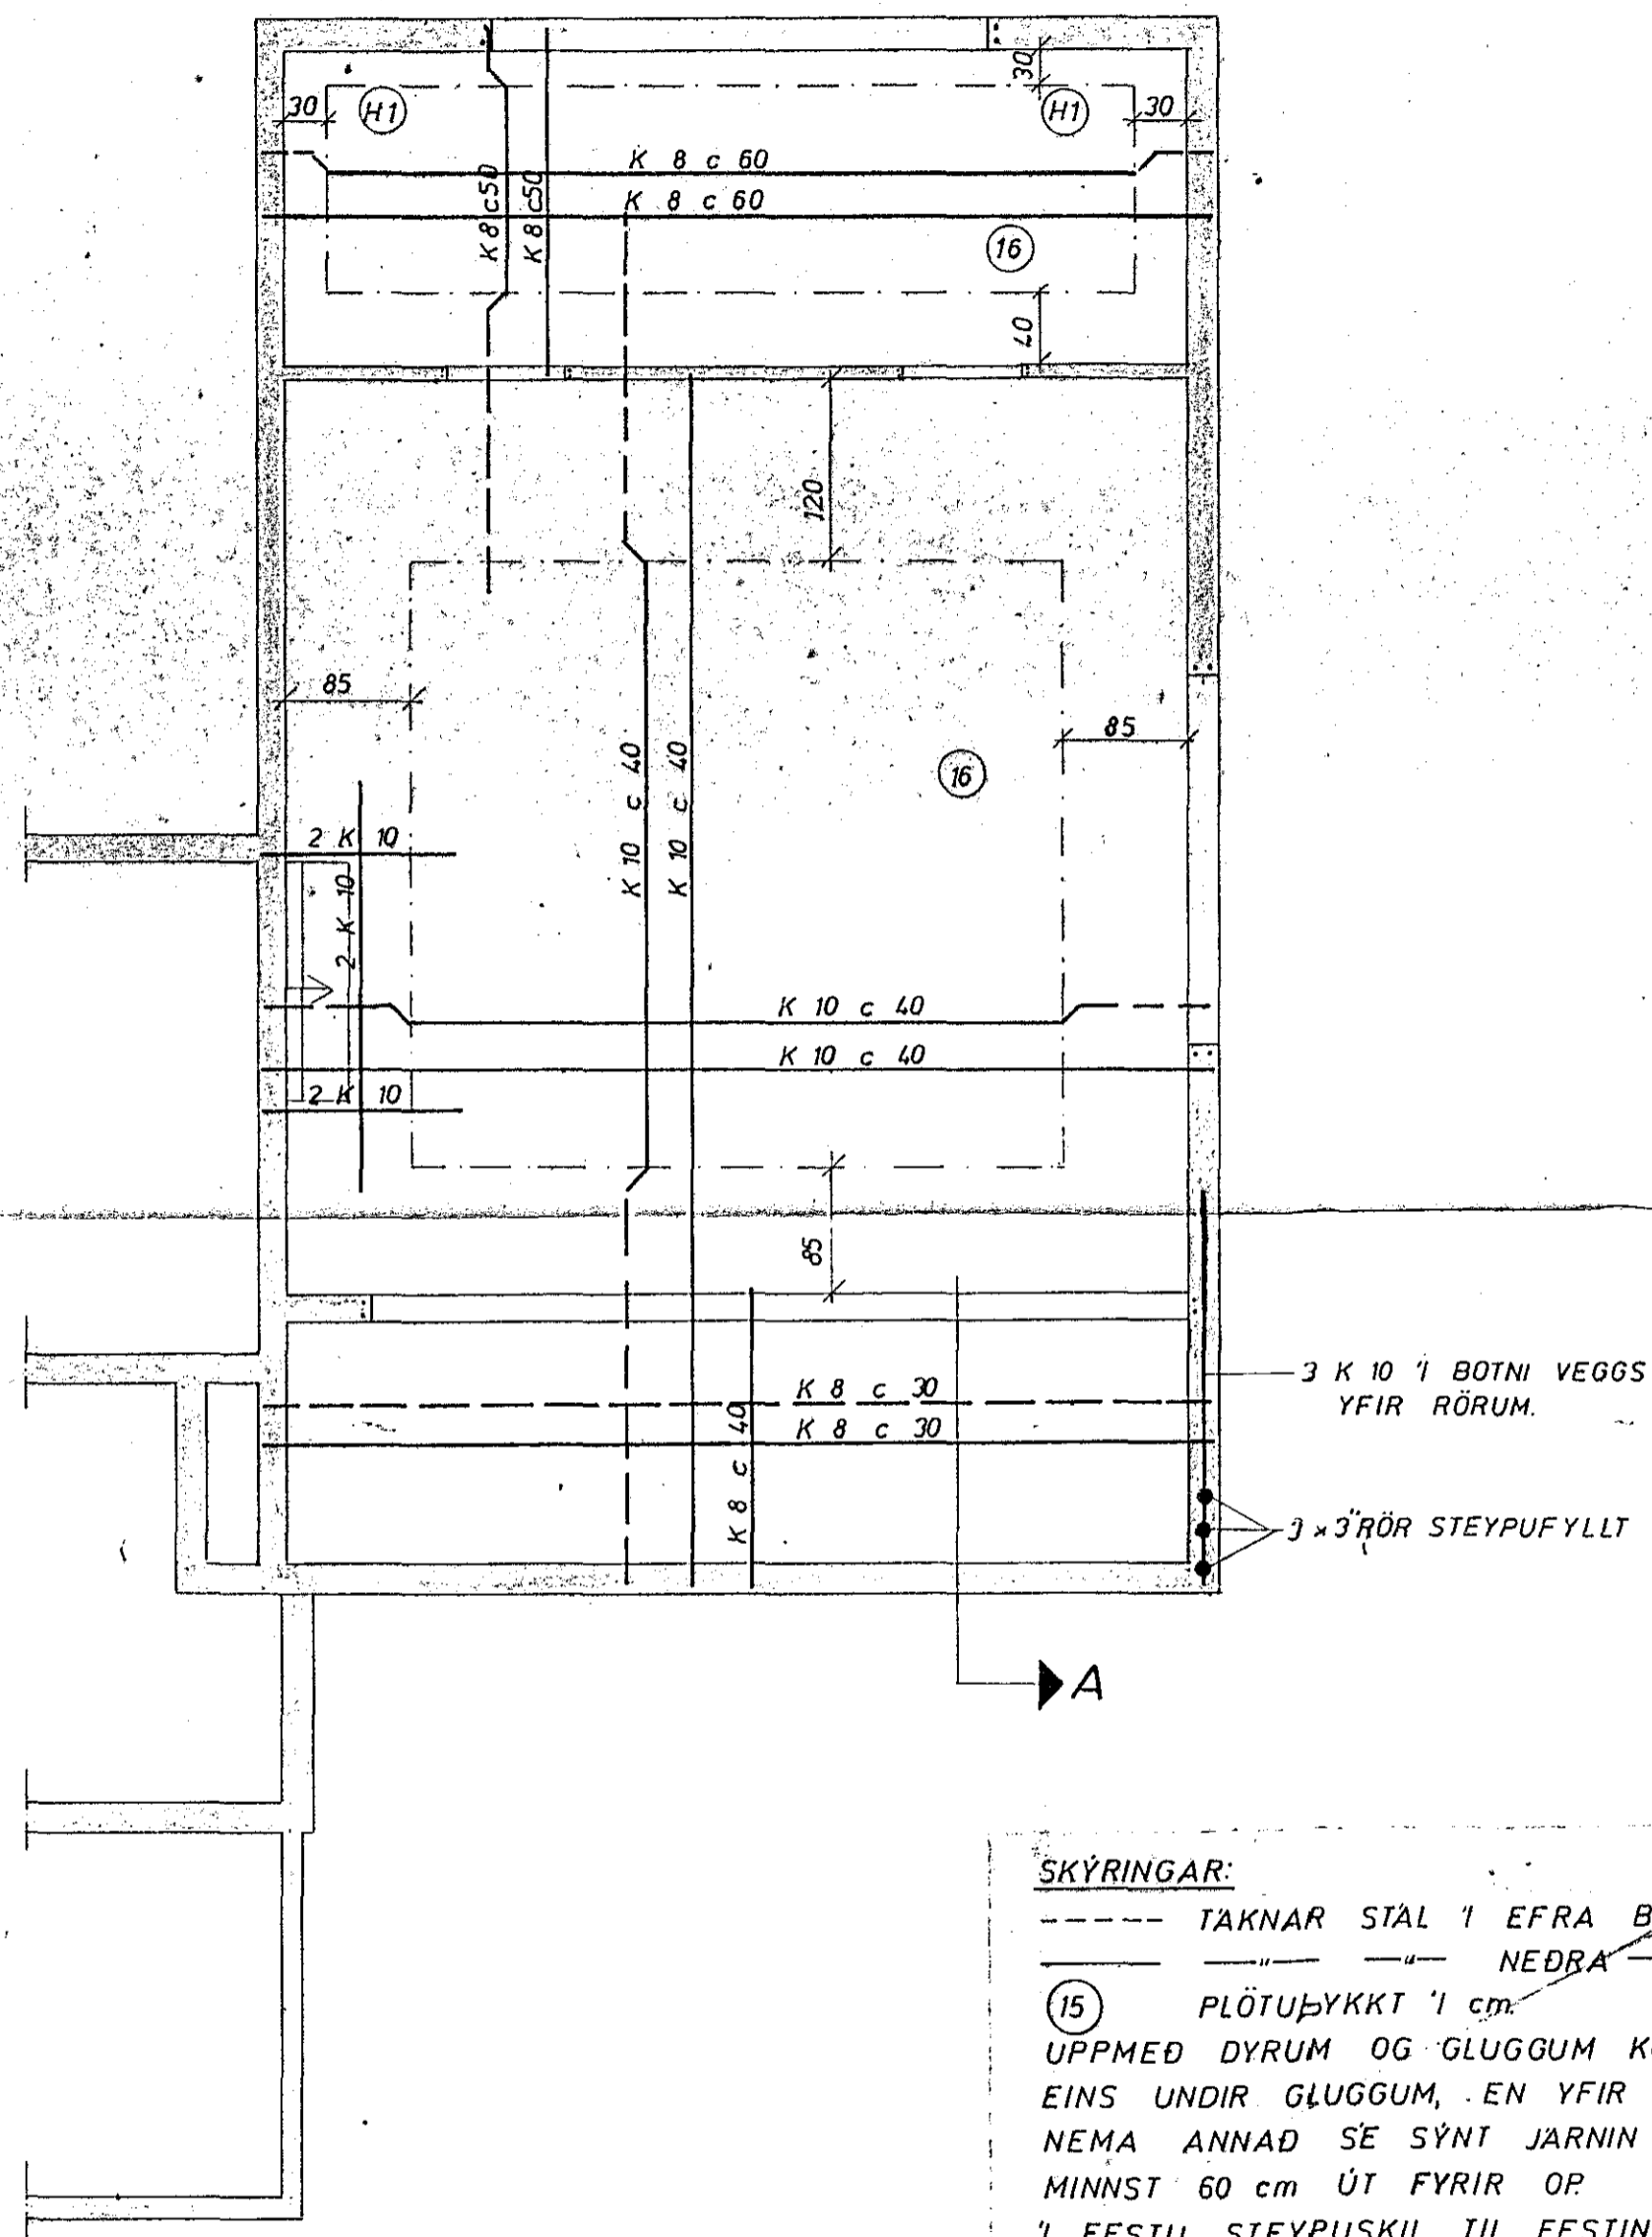 30
H1
30
H1
30
K 8 c 60
K 8 c 60
K 8 c50
K 8 c50
16
40
120
85
85
16
K 10 c 40
K 10 c 40
2 K 10
2 K 10
K 10 c 40
K 10 c 40
2 K 10
85
K 8 c 30
K 8 c 30
K 8 c 40
3 K 10 Í BOTNI VEGGS
YFIR RÖRUM.
3 x 3" RÖR STEYPUFYLLT
A
SKÝRINGAR:
TÁKNAR STÁL Í EFRA B
—"— —"— NEÐRA —
15 PLÖTUÞYKKT Í cm.
UPPMEÐ DYRUM OG GLUGGUM
EINS UNDIR GLUGGUM, EN YFIR
NEMA ANNAÐ SÉ SÝNT JÁRNIN
MINNST 60 cm ÚT FYRIR OP.